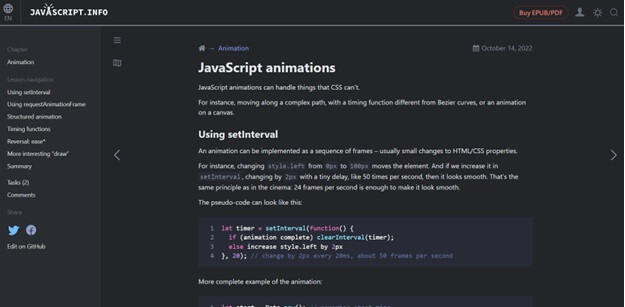 EN
JAVASCRIPT.INFO
Buy EPUB/PDF
Chapter
Animation
Lesson navigation
Using setInterval
Using requestAnimationFrame
Structured animation
Timing functions
Reversal: ease*
More interesting "draw"
Summary
Tasks (2)
Comments
Share
Edit on GitHub
→ Animation
October 14, 2022
JavaScript animations
JavaScript animations can handle things that CSS can't.
For instance, moving along a complex path, with a timing function different from Bezier curves, or an animation
on a canvas.
Using setInterval
An animation can be implemented as a sequence of frames – usually small changes to HTML/CSS properties.
For instance, changing style.left from 0px to 100px moves the element. And if we increase it in
setInterval, changing by 2px with a tiny delay, like 50 times per second, then it looks smooth. That's the
same principle as in the cinema: 24 frames per second is enough to make it look smooth.
The pseudo-code can look like this:
1 let timer = setInterval(function() {
2 if (animation complete) clearInterval(timer);
3 else increase style.left by 2px
4 }, 20); // change by 2px every 20ms, about 50 frames per second
More complete example of the animation: